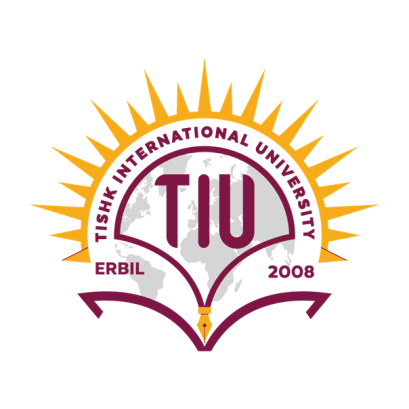 TISHK INTERNATIONAL UNIVERSITY
TIU
ERBIL
2008